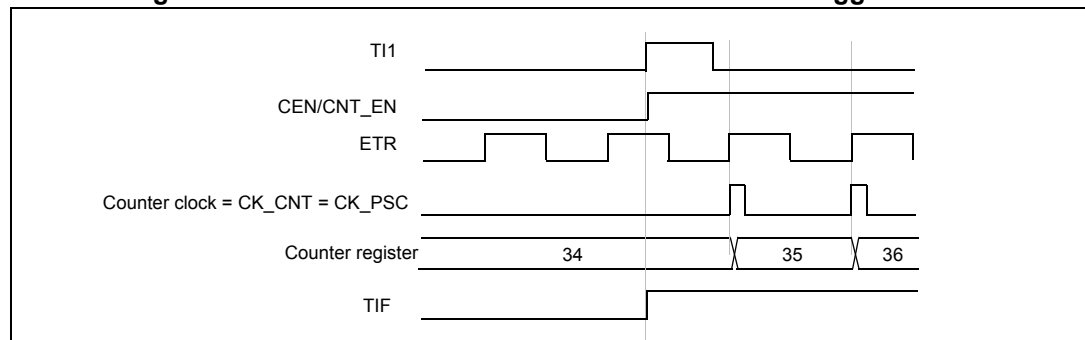 TI1
CEN/CNT_EN
ETR
Counter clock = CK_CNT = CK_PSC
Counter register 34 35 36
TIF